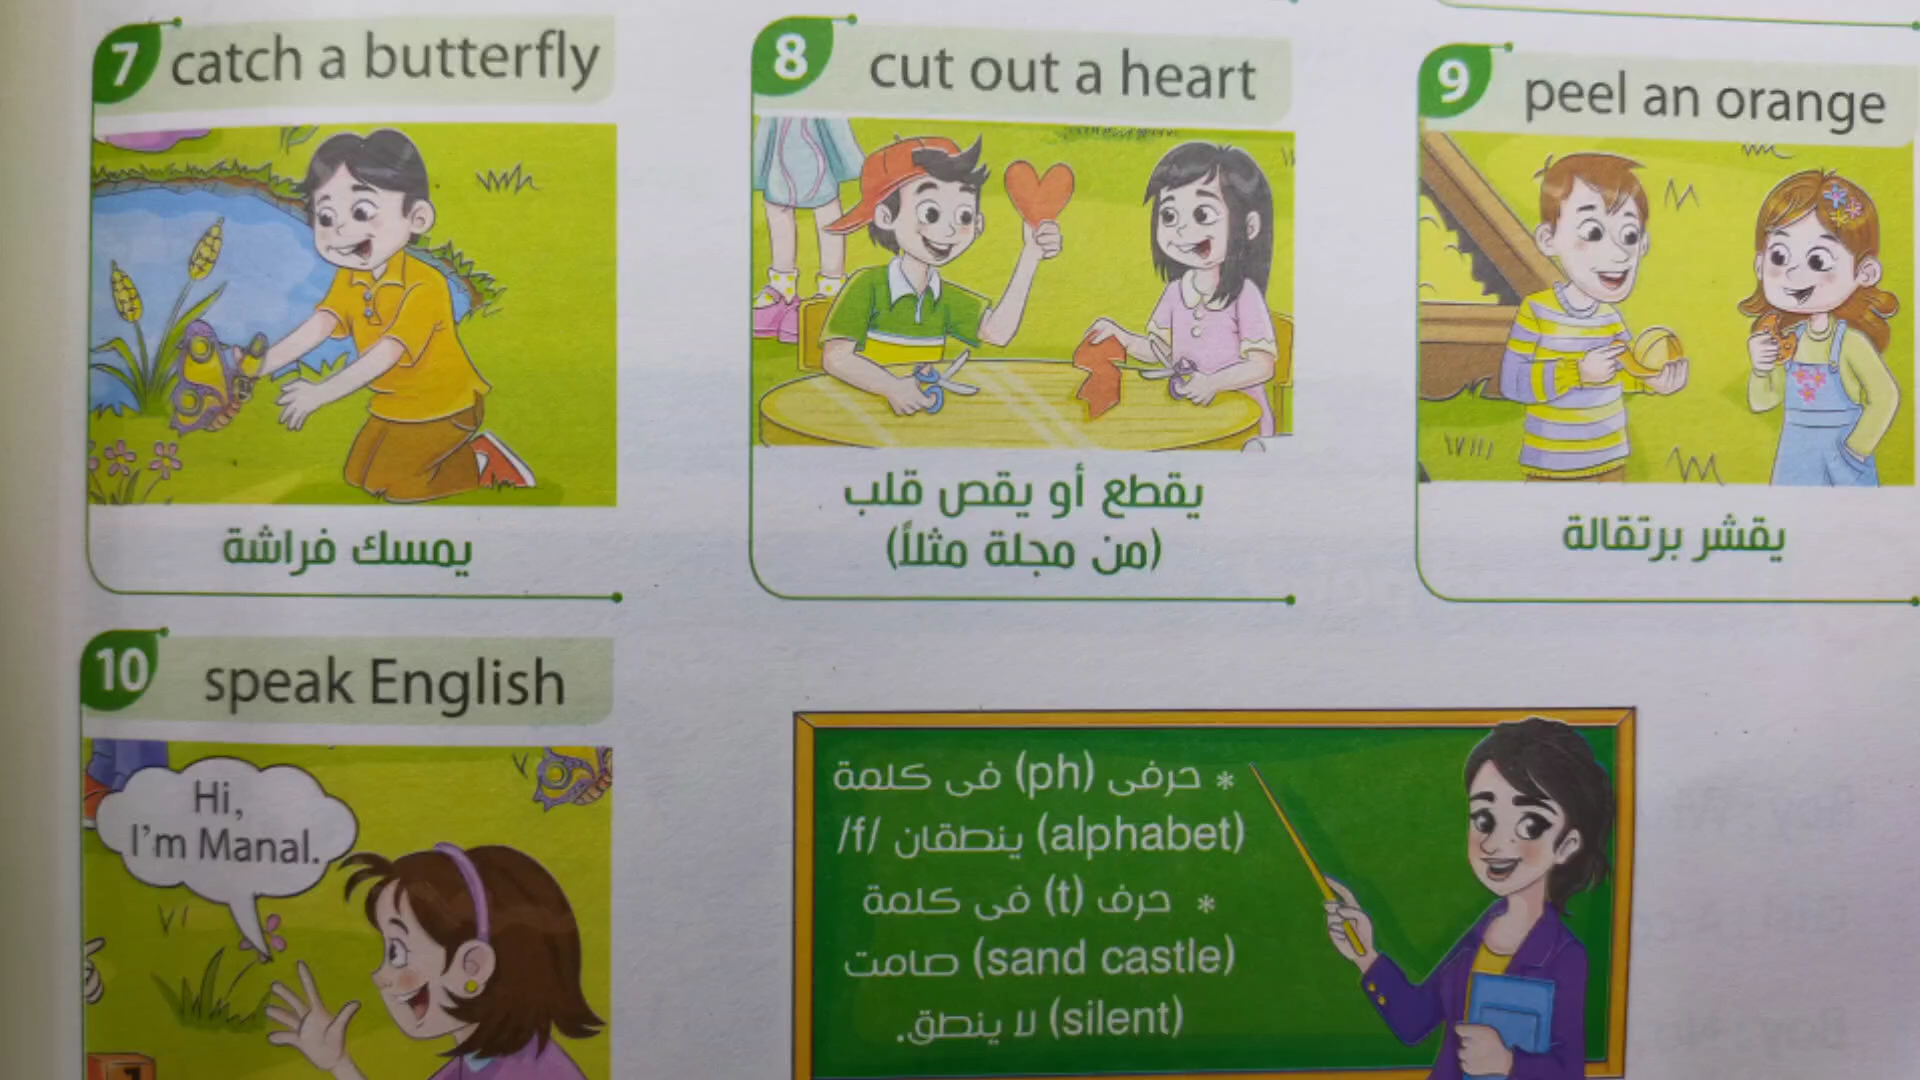 7 catch a butterfly
يمسك فراشة
8 cut out a heart
يقطع أو يقص قلب
(من مجلة مثلاً)
9 peel an orange
يقشر برتقالة
10 speak English
Hi,
I'm Manal.
* حرفى (ph) فى كلمة
(alphabet) ينطقان /f/
* حرف (t) فى كلمة
(sand castle) صامت
(silent) لا ينطق.
1